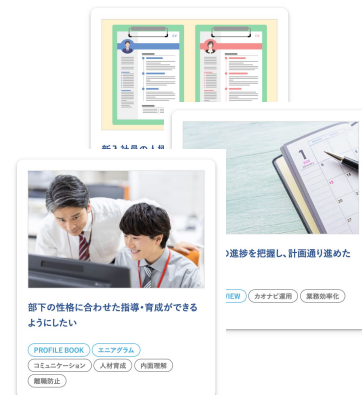 新入社員の人
の進捗を把握し、計画通り進めた
VIEW
カオナビ運用
業務効率化
部下の性格に合わせた指導・育成ができる
ようにしたい
PROFILE BOOK
エニアグラム
コミュニケーション
人材育成
内面理解
離職防止